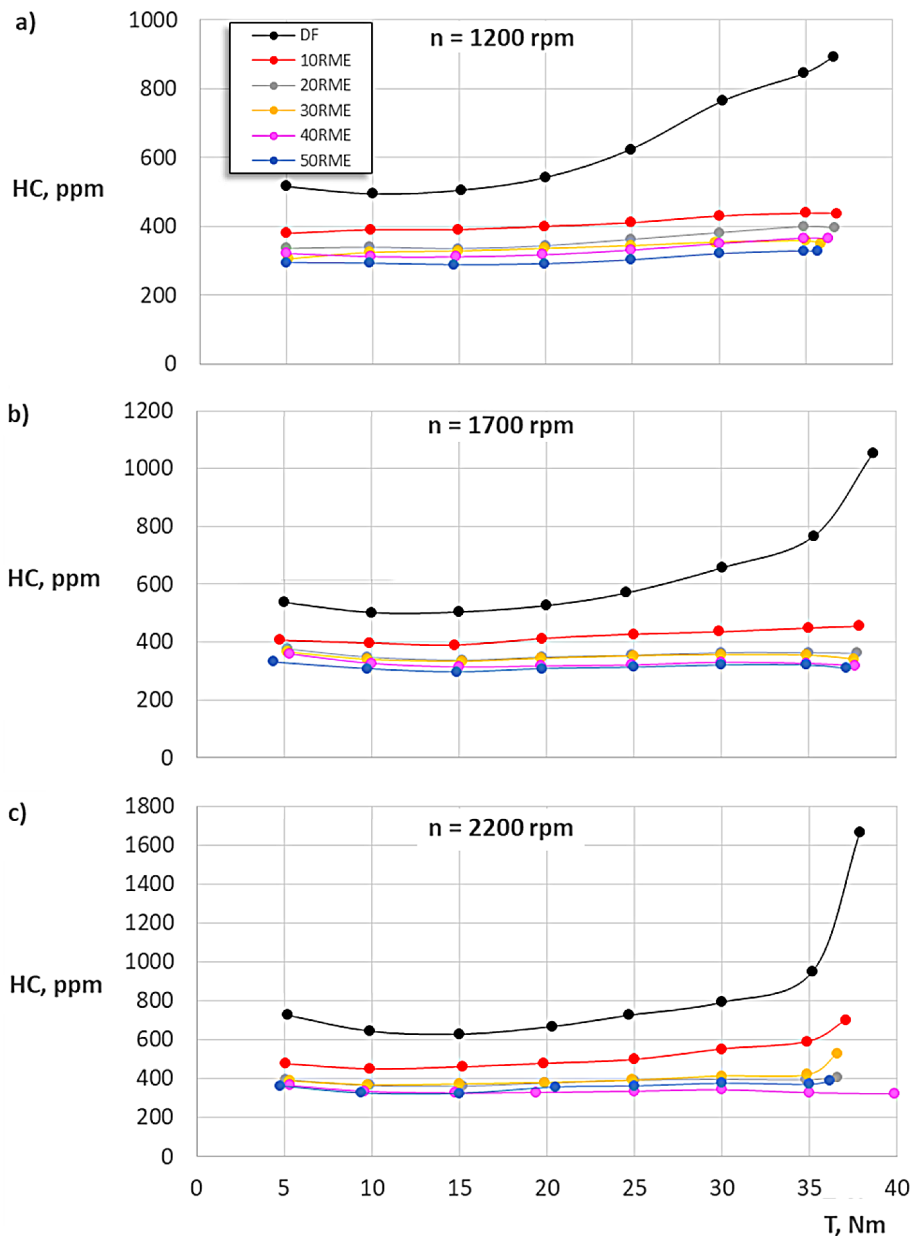 a)
n = 1200 rpm
DF
10RME
20RME
30RME
40RME
50RME
HC, ppm
1000
800
600
400
200
0
b)
n = 1700 rpm
HC, ppm
1200
1000
800
600
400
200
0
c)
n = 2200 rpm
HC, ppm
1800
1600
1400
1200
1000
800
600
400
200
0
0 5 10 15 20 25 30 35 40
T, Nm